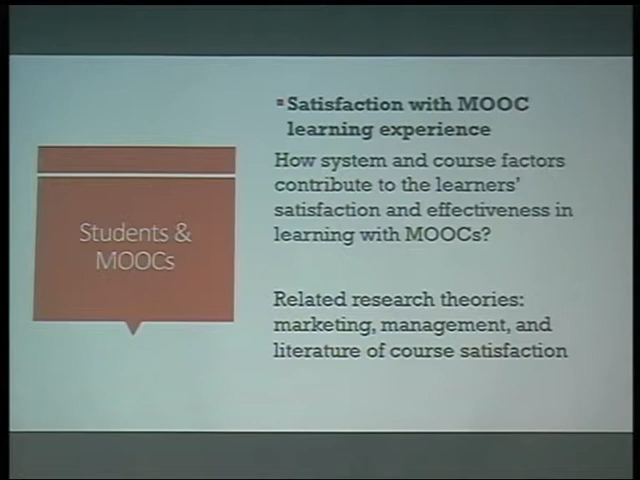 Students &
MOOCs
▪Satisfaction with MOOC
learning experience
How system and course factors
contribute to the learners'
satisfaction and effectiveness in
learning with MOOCs?
Related research theories:
marketing, management, and
literature of course satisfaction